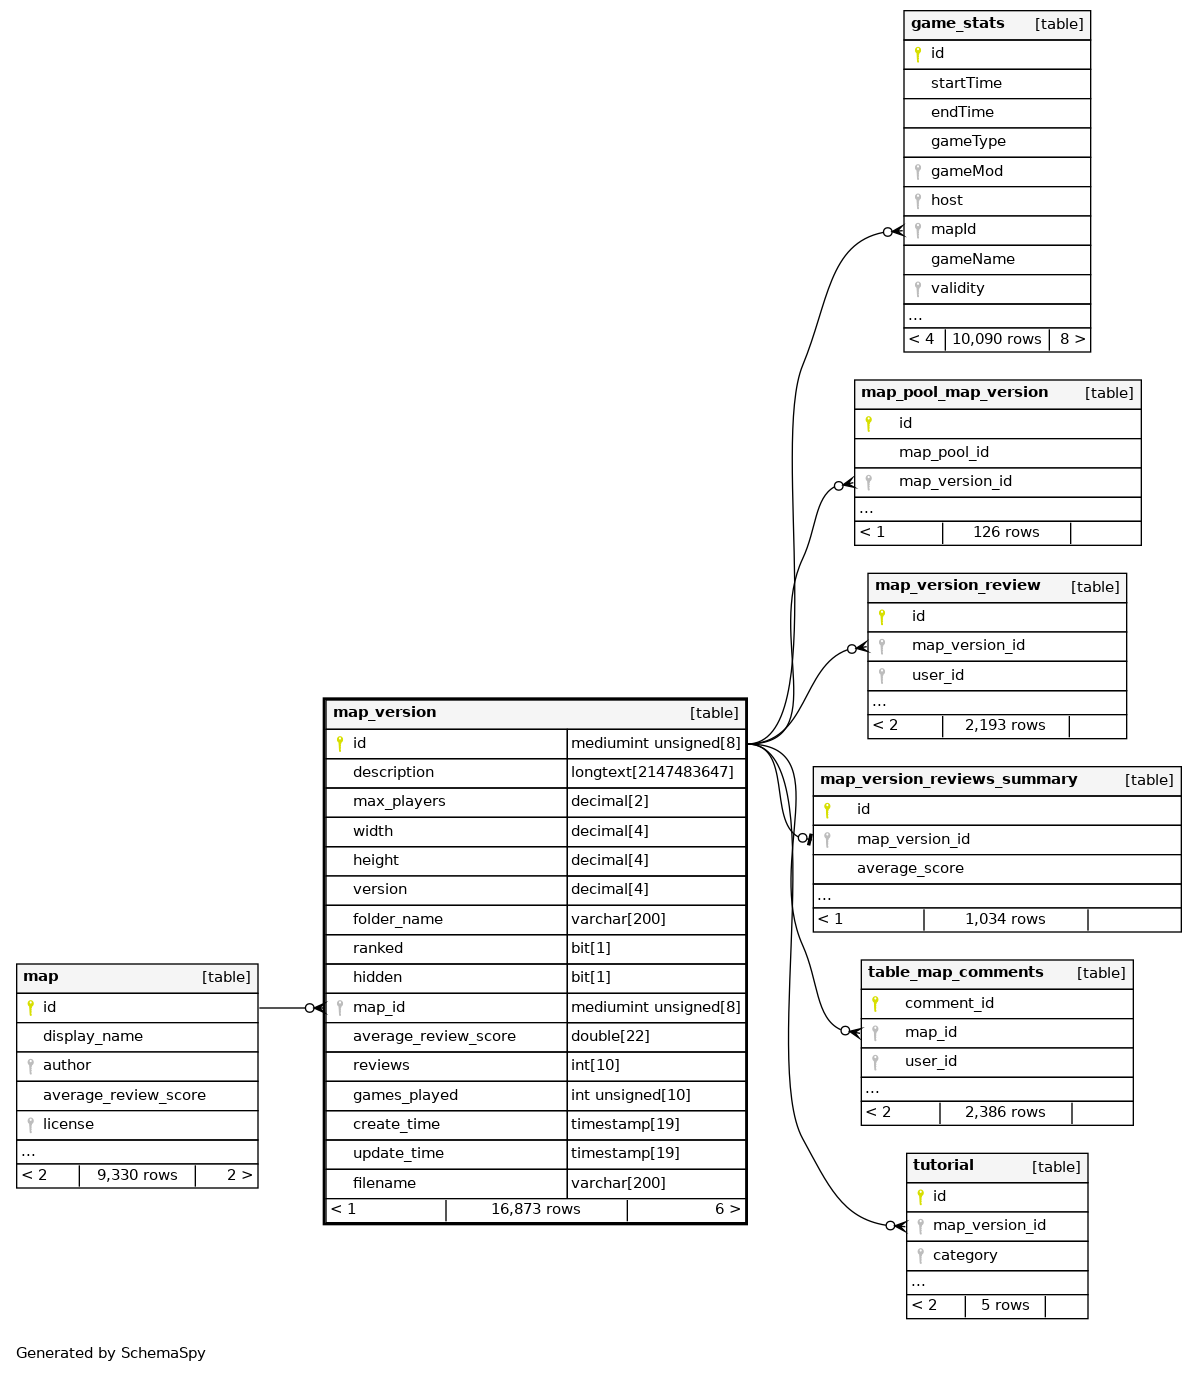 game_stats [table]
id
startTime
endTime
gameType
gameMod
host
mapId
gameName
validity
...
< 4 10,090 rows 8 >
map_pool_map_version [table]
id
map_pool_id
map_version_id
...
< 1 126 rows
map_version_review [table]
id
map_version_id
user_id
...
< 2 2,193 rows
map_version [table]
id mediumint unsigned[8]
description longtext[2147483647]
max_players decimal[2]
width decimal[4]
height decimal[4]
version decimal[4]
folder_name varchar[200]
ranked bit[1]
hidden bit[1]
map_id mediumint unsigned[8]
average_review_score double[22]
reviews int[10]
games_played int unsigned[10]
create_time timestamp[19]
update_time timestamp[19]
filename varchar[200]
< 1 16,873 rows 6 >
map_version_reviews_summary [table]
id
map_version_id
average_score
...
< 1 1,034 rows
map [table]
id
display_name
author
average_review_score
license
...
< 2 9,330 rows 2 >
table_map_comments [table]
comment_id
map_id
user_id
...
< 2 2,386 rows
tutorial [table]
id
map_version_id
category
...
< 2 5 rows
Generated by SchemaSpy